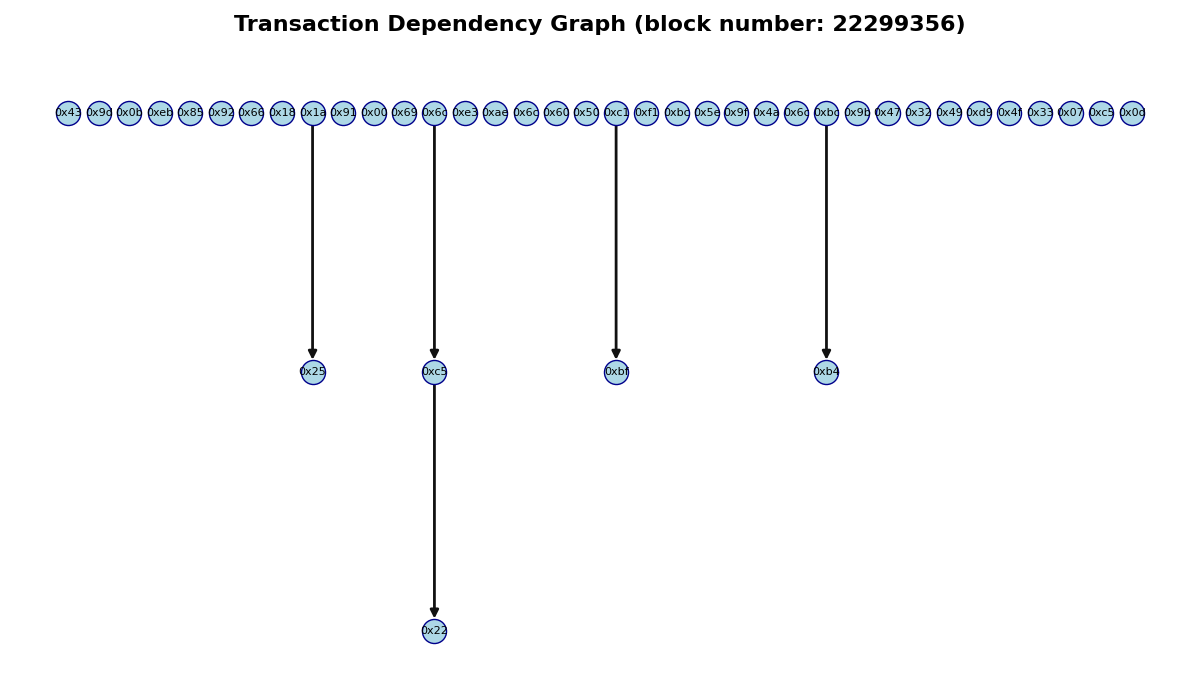 Transaction Dependency Graph (block number: 22299356)
0x43 0x9d 0x0b 0xeb 0x85 0x92 0x66 0x18 0x1a 0x91 0x00 0x69 0x6c 0xe3 0xae 0x6c 0x60 0x50 0xc1 0xf1 0xbc 0x5e 0x9f 0x4a 0x6c 0xbc 0x9b 0x47 0x32 0x49 0xd9 0x4f 0x33 0x07 0xc5 0x0d
0x25 0xc5 0xbf 0xb4
0x22